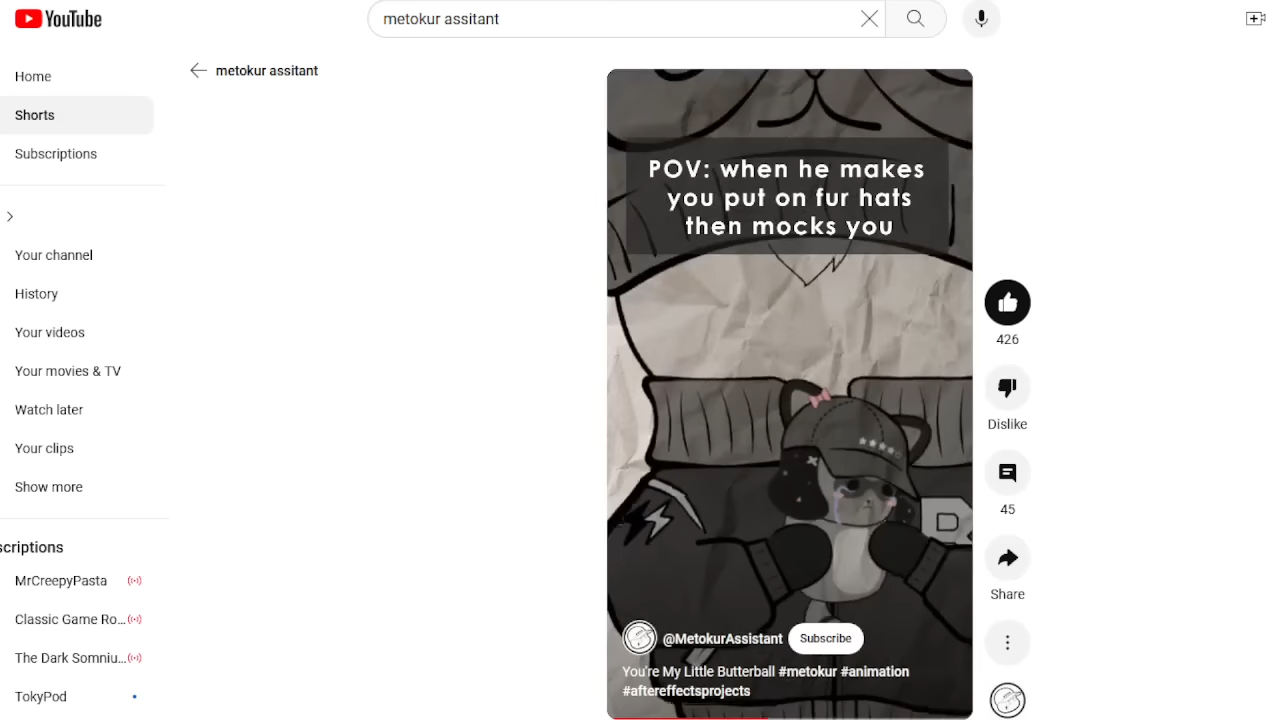 YouTube
metokur assitant
Home
Shorts
Subscriptions
Your channel
History
Your videos
Your movies & TV
Watch later
Your clips
Show more
scriptions
MrCreepyPasta
Classic Game Ro...
The Dark Somniu...
TokyPod
metokur assitant
POV: when he makes
you put on fur hats
then mocks you
D
@MetokurAssistant Subscribe
You're My Little Butterball #metokur #animation
#aftereffectsprojects
426
Dislike
45
Share